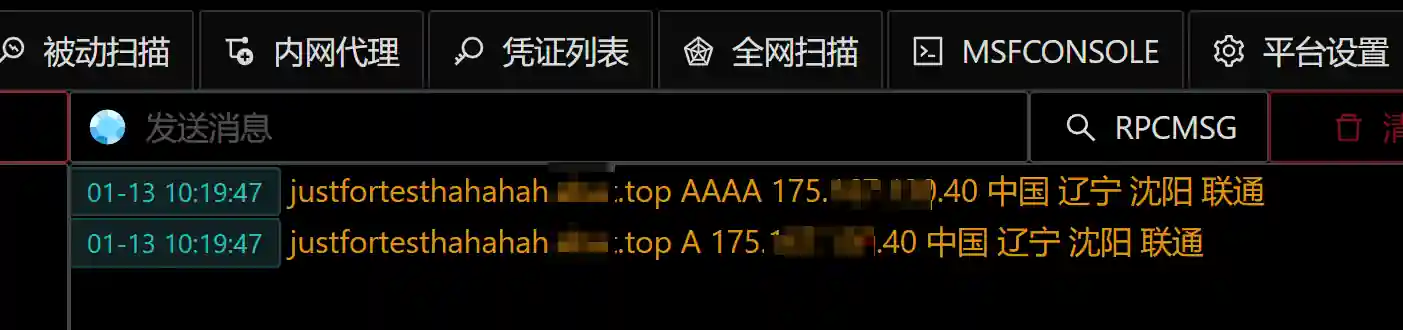 被动扫描 内网代理 凭证列表 全网扫描 MSFCONSOLE 平台设置
发送消息 RPCMSG
01-13 10:19:47 justfortesthahahah .top AAAA 175. .40 中国 辽宁 沈阳 联通
01-13 10:19:47 justfortesthahahah .top A 175. .40 中国 辽宁 沈阳 联通